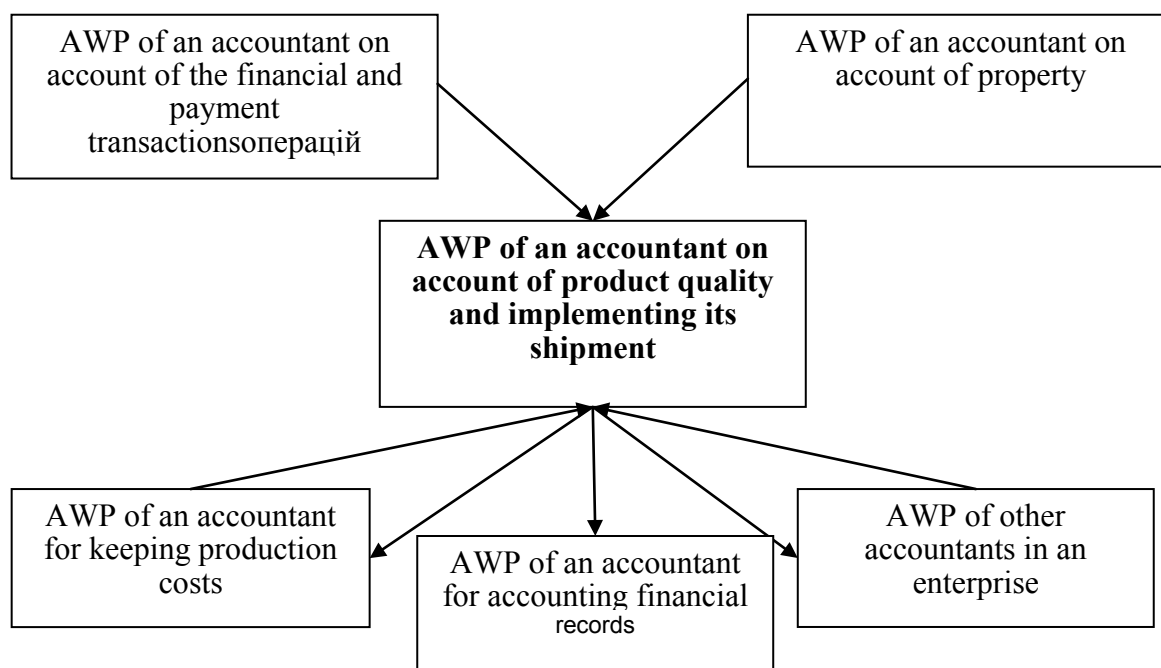 AWP of an accountant on
account of the financial and
payment
transactionsоперацій
AWP of an accountant on
account of property
AWP of an accountant on
account of product quality
and implementing its
shipment
AWP of an accountant
for keeping production
costs
AWP of an accountant
for accounting financial
records
AWP of other
accountants in an
enterprise